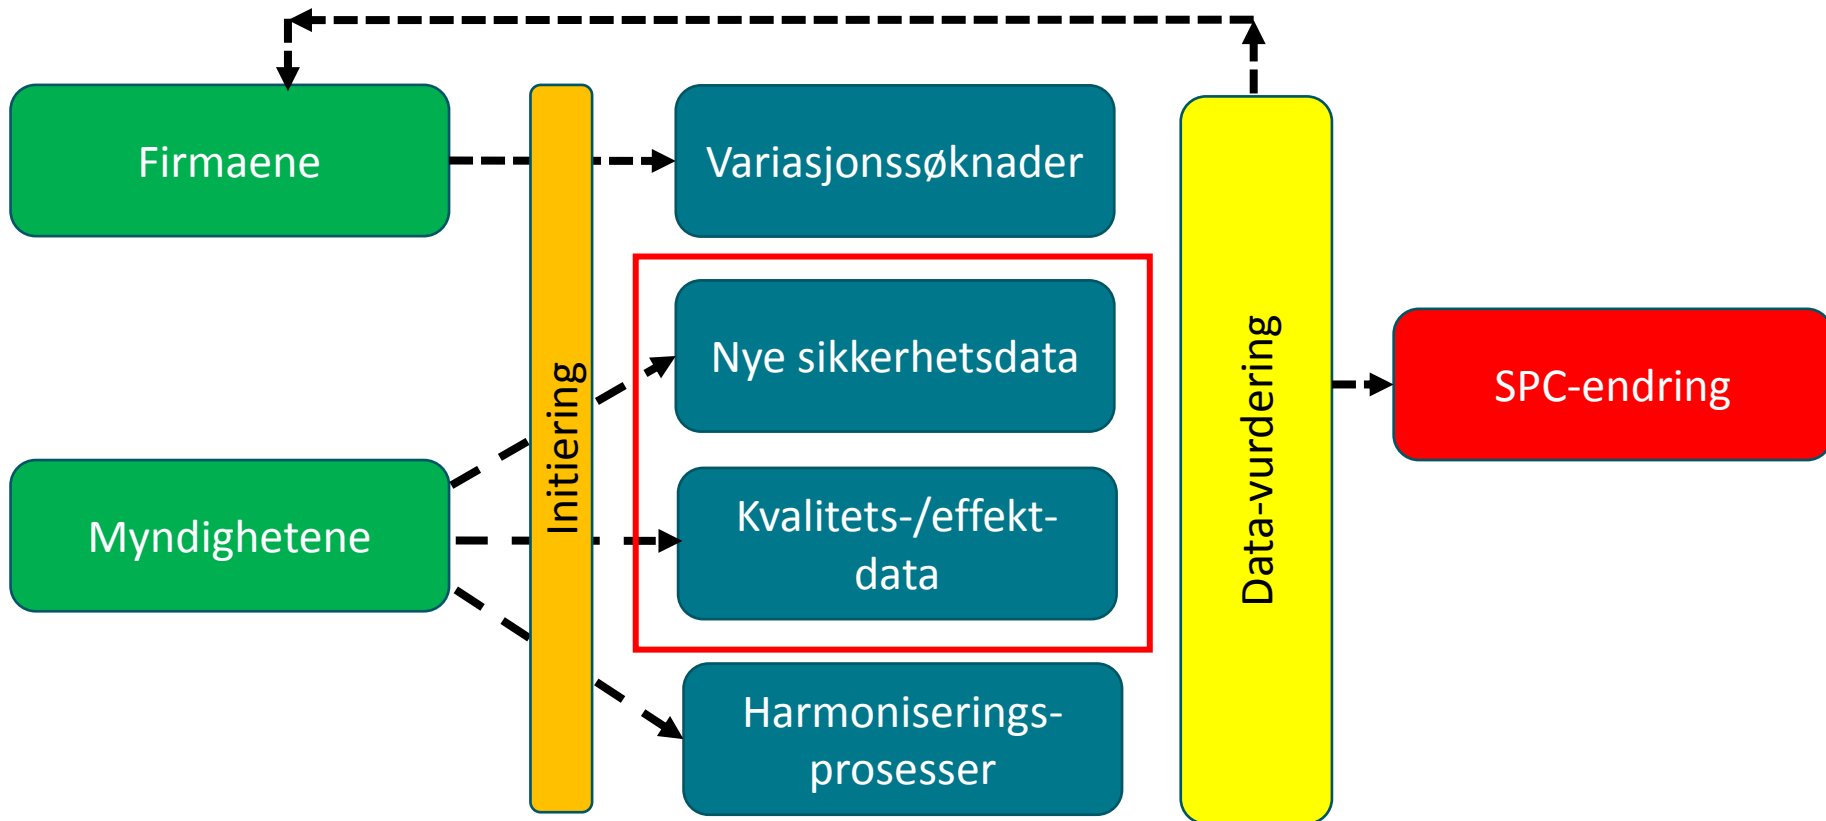 Firmaene
Variasjonssøknader
Initiering
Nye sikkerhetsdata
Data-vurdering
SPC-endring
Myndighetene
Kvalitets-/effekt-
data
Harmoniserings-
prosesser